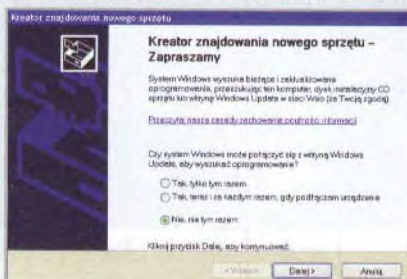 Kreator znajdowania nowego sprzętu
Kreator znajdowania nowego sprzętu –
Zapraszamy
System Windows wyszuka bieżące i zaktualizowane
oprogramowanie, przeszukując ten komputer, dysk instalacyjny CD
sprzętu lub witrynę Windows Update w sieci Web (za Twoją zgodą).
Przeczytaj nasze zasady zachowania poufności informacji
Czy system Windows może połączyć się z witryną Windows
Update, aby wyszukać oprogramowanie?
Tak, tylko tym razem
Tak, teraz i za każdym razem, gdy podłączam urządzenie
Nie, nie tym razem
Kliknij przycisk Dalej, aby kontynuować.
< Wstecz
Dalej >
Anuluj